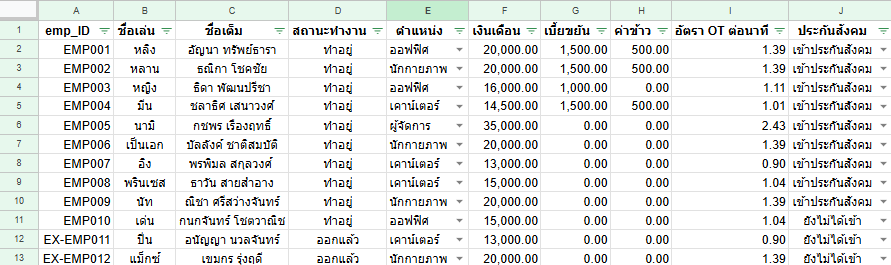 A B C D E F G H I J
1 emp_ID ชื่อเล่น ชื่อเต็ม สถานะทำงาน ตำแหน่ง เงินเดือน เบี้ยขยัน ค่าข้าว อัตรา OT ต่อนาที ประกันสังคม
2 EMP001 หลิง อัญนา ทรัพย์ธารา ทำอยู่ ออฟฟิศ 20,000.00 1,500.00 500.00 1.39 เข้าประกันสังคม
3 EMP002 หลาน ธณิกา โชคชัย ทำอยู่ นักกายภาพ 20,000.00 1,500.00 500.00 1.39 เข้าประกันสังคม
4 EMP003 หญิง ธิดา พัฒนปรีชา ทำอยู่ ออฟฟิศ 16,000.00 1,000.00 0.00 1.11 เข้าประกันสังคม
5 EMP004 มีน ชลาธิศ เสนาวงศ์ ทำอยู่ เคาน์เตอร์ 14,500.00 1,500.00 500.00 1.01 เข้าประกันสังคม
6 EMP005 นามิ กชพร เรืองฤทธิ์ ทำอยู่ ผู้จัดการ 35,000.00 0.00 0.00 2.43 เข้าประกันสังคม
7 EMP006 เป็นเอก บัลลังค์ ชาติสมบัติ ทำอยู่ นักกายภาพ 20,000.00 0.00 0.00 1.39 เข้าประกันสังคม
8 EMP007 อิง พรพิมล สกุลวงศ์ ทำอยู่ เคาน์เตอร์ 13,000.00 0.00 0.00 0.90 เข้าประกันสังคม
9 EMP008 พรินเซส ธาวัน สายสำอาง ทำอยู่ เคาน์เตอร์ 15,000.00 0.00 0.00 1.04 เข้าประกันสังคม
10 EMP009 นัท ณิชา ศรีสว่างจันทร์ ทำอยู่ นักกายภาพ 20,000.00 0.00 0.00 1.39 เข้าประกันสังคม
11 EMP010 เด่น กนกจันทร์ โชตวาณิช ทำอยู่ ออฟฟิศ 15,000.00 0.00 0.00 1.04 ยังไม่ได้เข้า
12 EX-EMP011 ปิ่น อนัญญา นวลจันทร์ ออกแล้ว เคาน์เตอร์ 13,000.00 0.00 0.00 0.90 ยังไม่ได้เข้า
13 EX-EMP012 แม็กซ์ เขมกร รุ่งฤดี ออกแล้ว นักกายภาพ 20,000.00 0.00 0.00 1.39 ยังไม่ได้เข้า